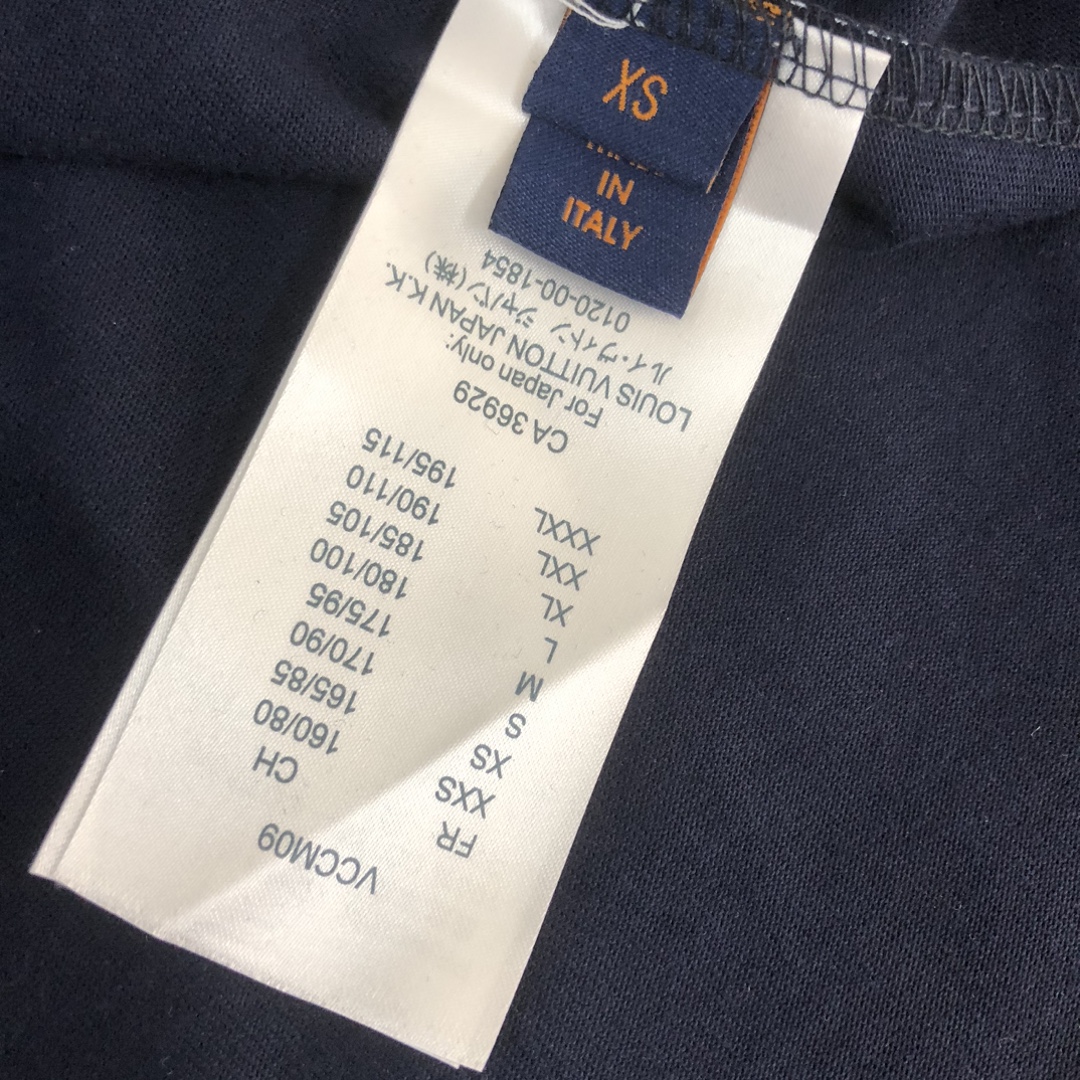 XS
IN
ITALY
VCCM09
FR CH
XXS 160/80
XS 165/85
S 170/90
M 175/95
L 180/100
XL 185/105
XXL 190/110
XXXL 195/115
CA 36929
For Japan only:
LOUIS VUITTON JAPAN K.K.
ルイ・ヴィトン ジャパン(株)
0120-00-1854